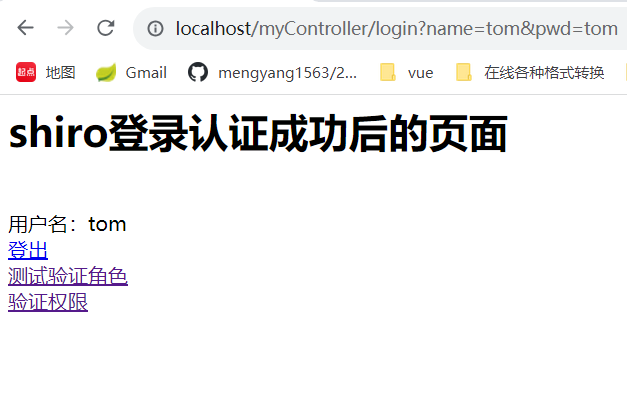 localhost/myController/login?name=tom&pwd=tom
起点 地图 Gmail mengyang1563/2... vue 在线各种格式转换
shiro登录认证成功后的页面
用户名：tom
登出
测试验证角色
验证权限